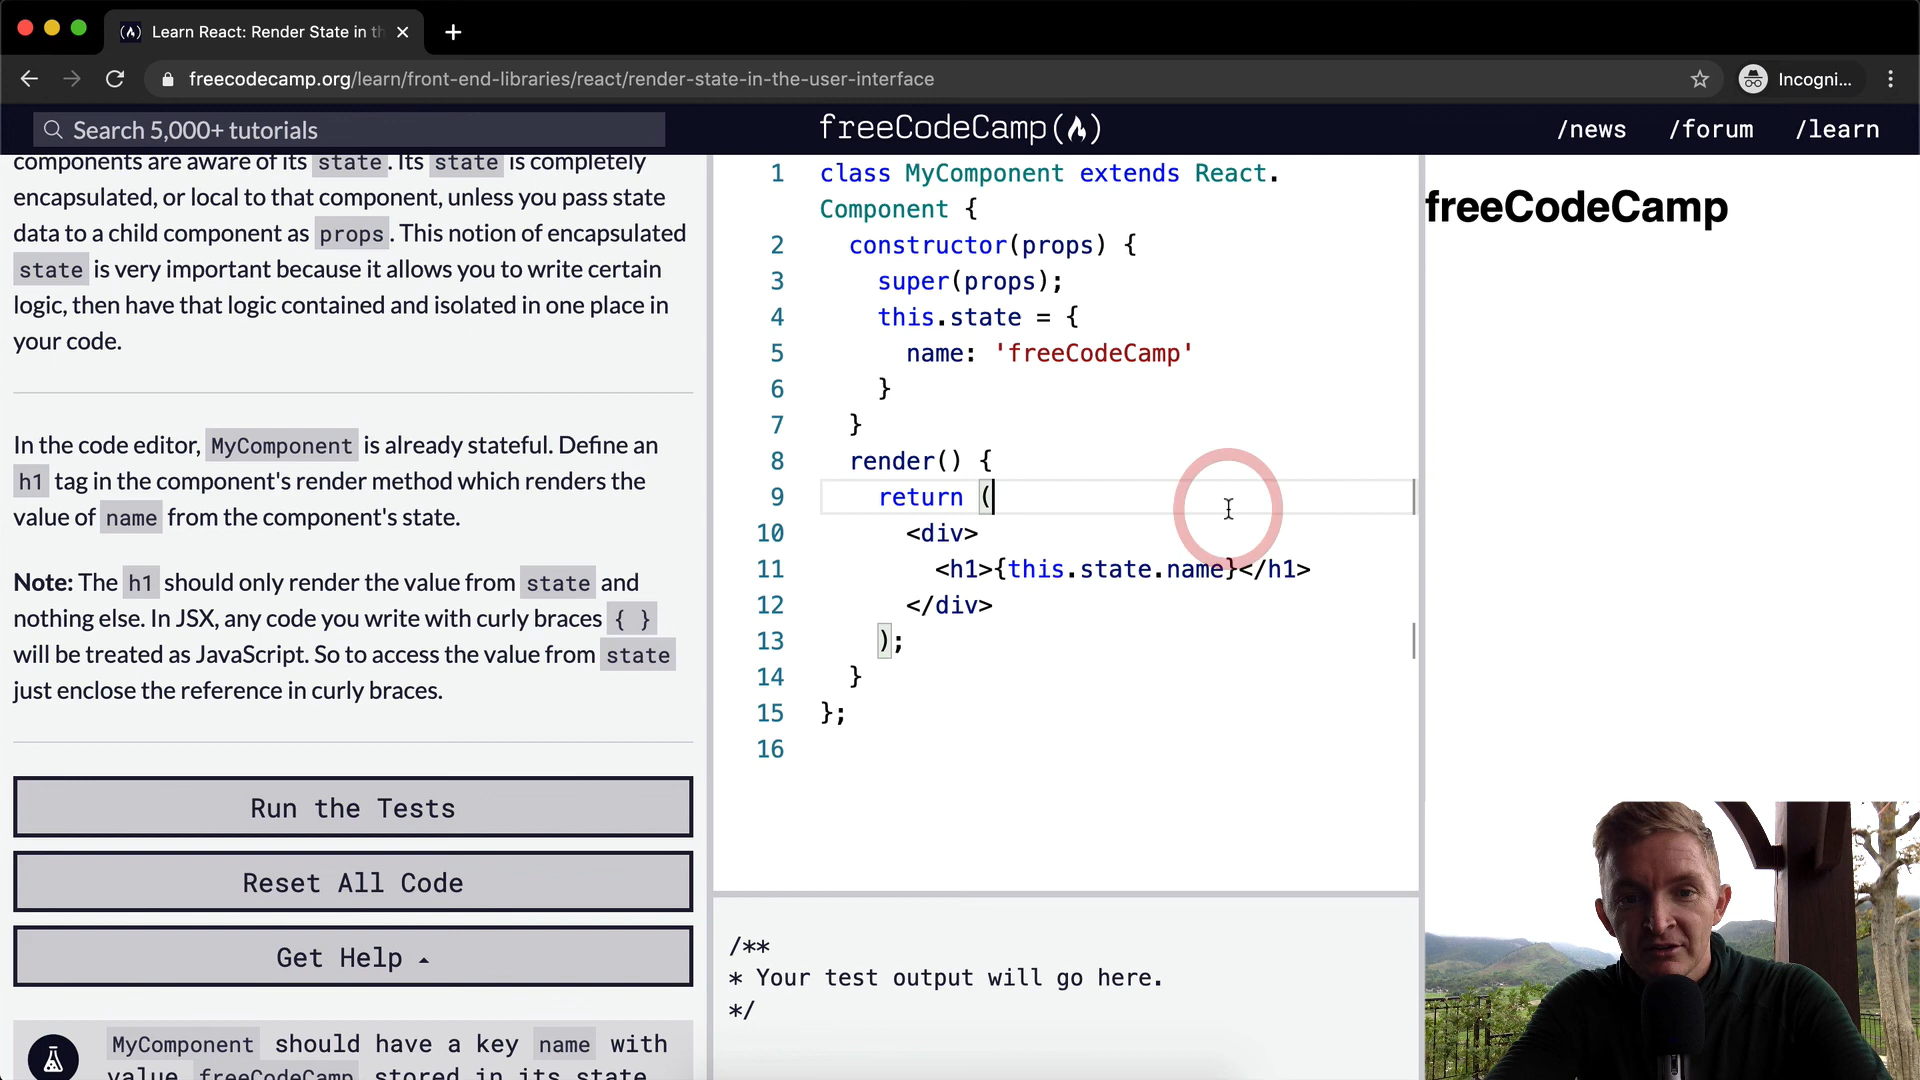 Learn React: Render State in th
freecodecamp.org/learn/front-end-libraries/react/render-state-in-the-user-interface
Incogni...
Search 5,000+ tutorials
freeCodeCamp
/news /forum /learn
components are aware of its state. Its state is completely
encapsulated, or local to that component, unless you pass state
data to a child component as props. This notion of encapsulated
state is very important because it allows you to write certain
logic, then have that logic contained and isolated in one place in
your code.
In the code editor, MyComponent is already stateful. Define an
h1 tag in the component's render method which renders the
value of name from the component's state.
Note: The h1 should only render the value from state and
nothing else. In JSX, any code you write with curly braces { }
will be treated as JavaScript. So to access the value from state
just enclose the reference in curly braces.
Run the Tests
Reset All Code
Get Help
MyComponent should have a key name with
value freeCodeCamp stored in its state
1 class MyComponent extends React.
Component {
2 constructor(props) {
3 super(props);
4 this.state = {
5 name: 'freeCodeCamp'
6 }
7 }
8 render() {
9 return (
10 <div>
11 <h1>{this.state.name}</h1>
12 </div>
13 );
14 }
15 };
16
/**
* Your test output will go here.
*/
freeCodeCamp